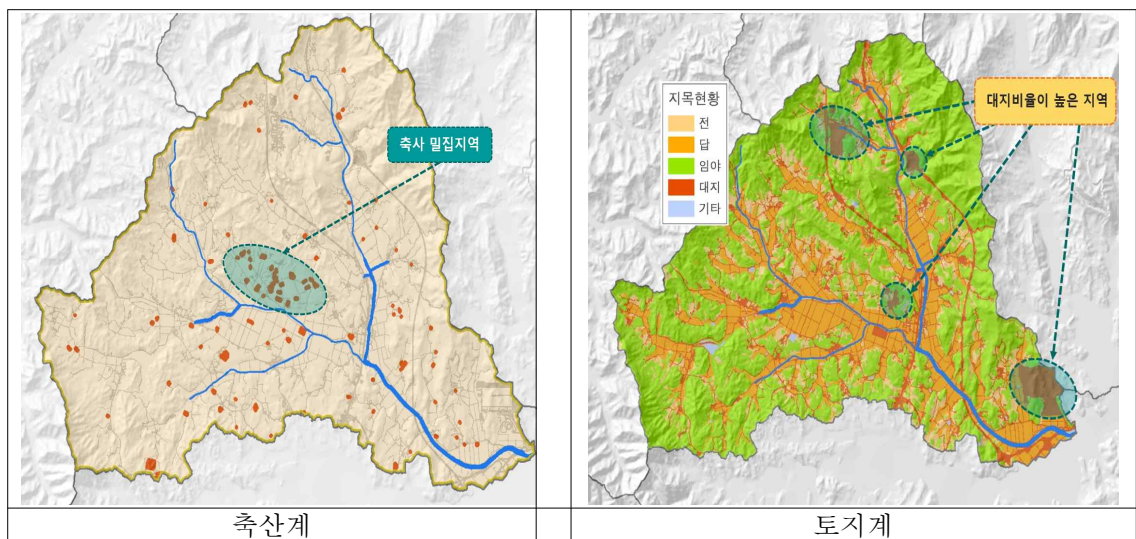 축사 밀집지역
축산계
대지비율이 높은 지역
지목현황
전
답
임야
대지
기타
토지계